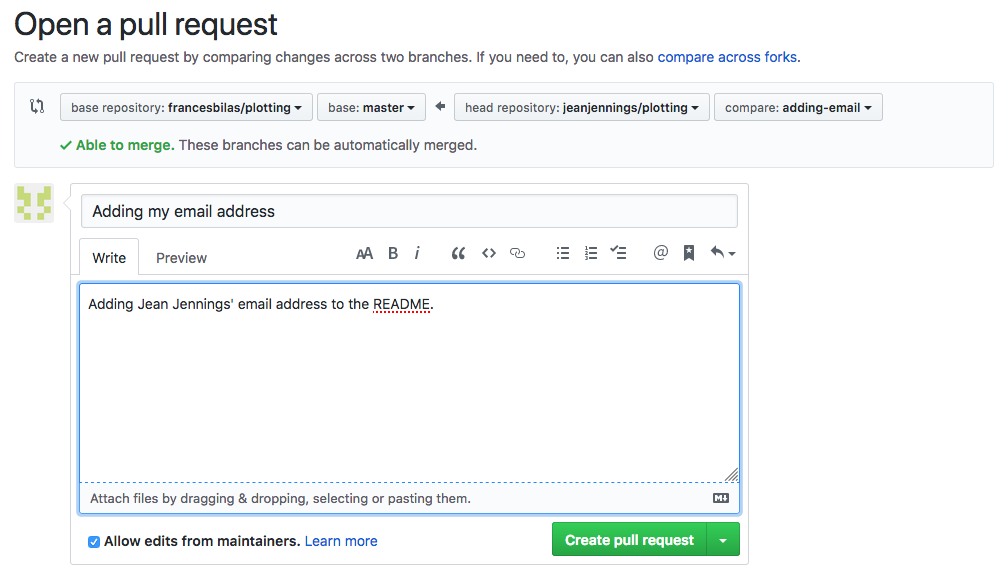 Open a pull request
Create a new pull request by comparing changes across two branches. If you need to, you can also compare across forks.
base repository: francesbilas/plotting base: master head repository: jeanjennings/plotting compare: adding-email
Able to merge. These branches can be automatically merged.
Adding my email address
Write Preview AA B i
Adding Jean Jennings' email address to the README.
Attach files by dragging & dropping, selecting or pasting them. M
Allow edits from maintainers. Learn more Create pull request